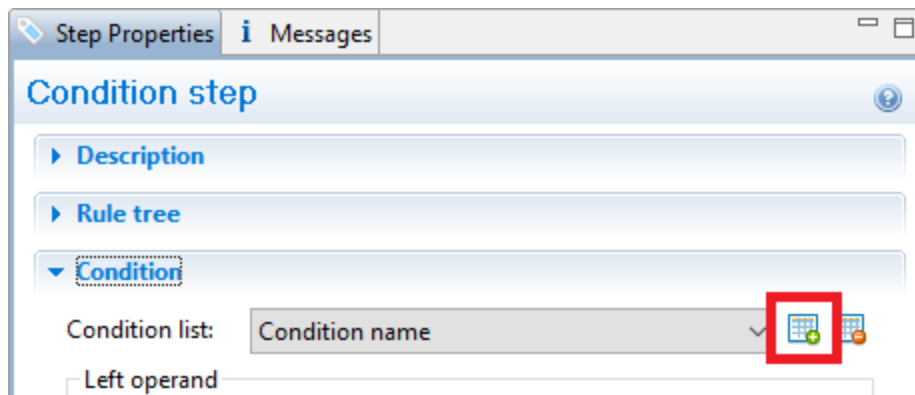 Step Properties
Messages
Condition step
Description
Rule tree
Condition
Condition list:
Condition name
Left operand